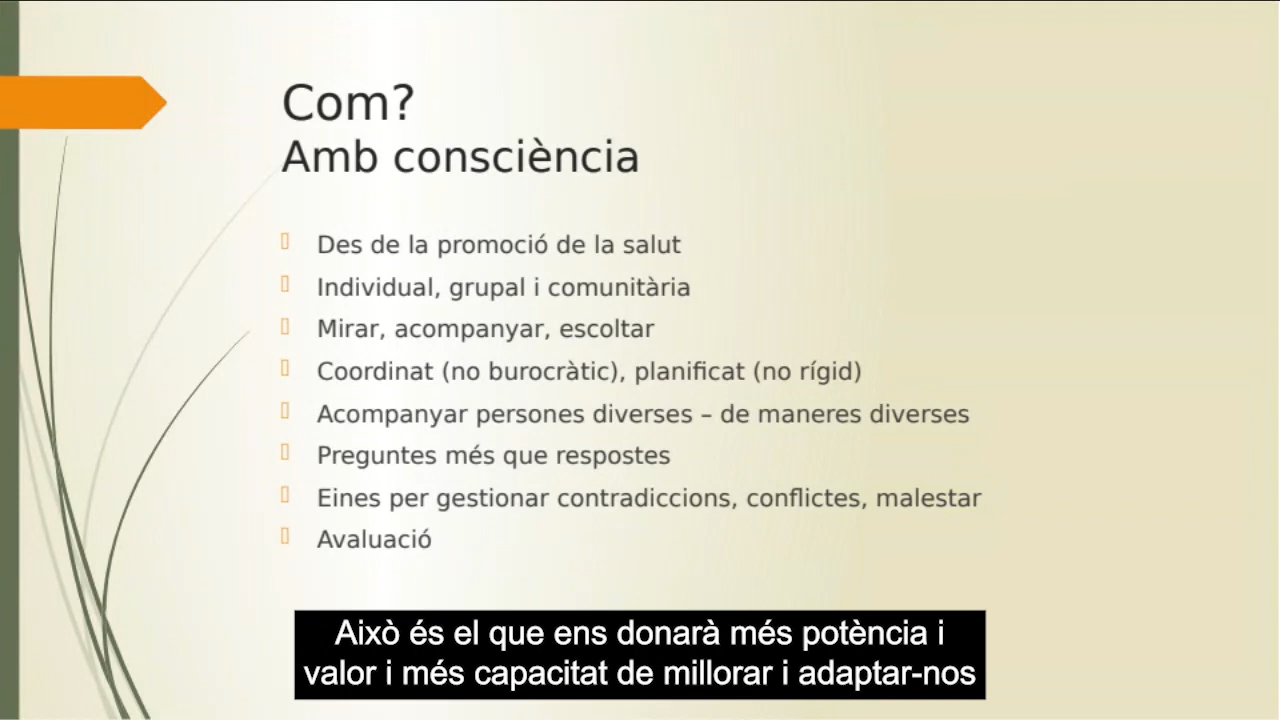 Com?
Amb consciència
Des de la promoció de la salut
Individual, grupal i comunitària
Mirar, acompanyar, escoltar
Coordinat (no burocràtic), planificat (no rígid)
Acompanyar persones diverses – de maneres diverses
Preguntes més que respostes
Eines per gestionar contradiccions, conflictes, malestar
Avaluació
Això és el que ens donarà més potència i
valor i més capacitat de millorar i adaptar-nos